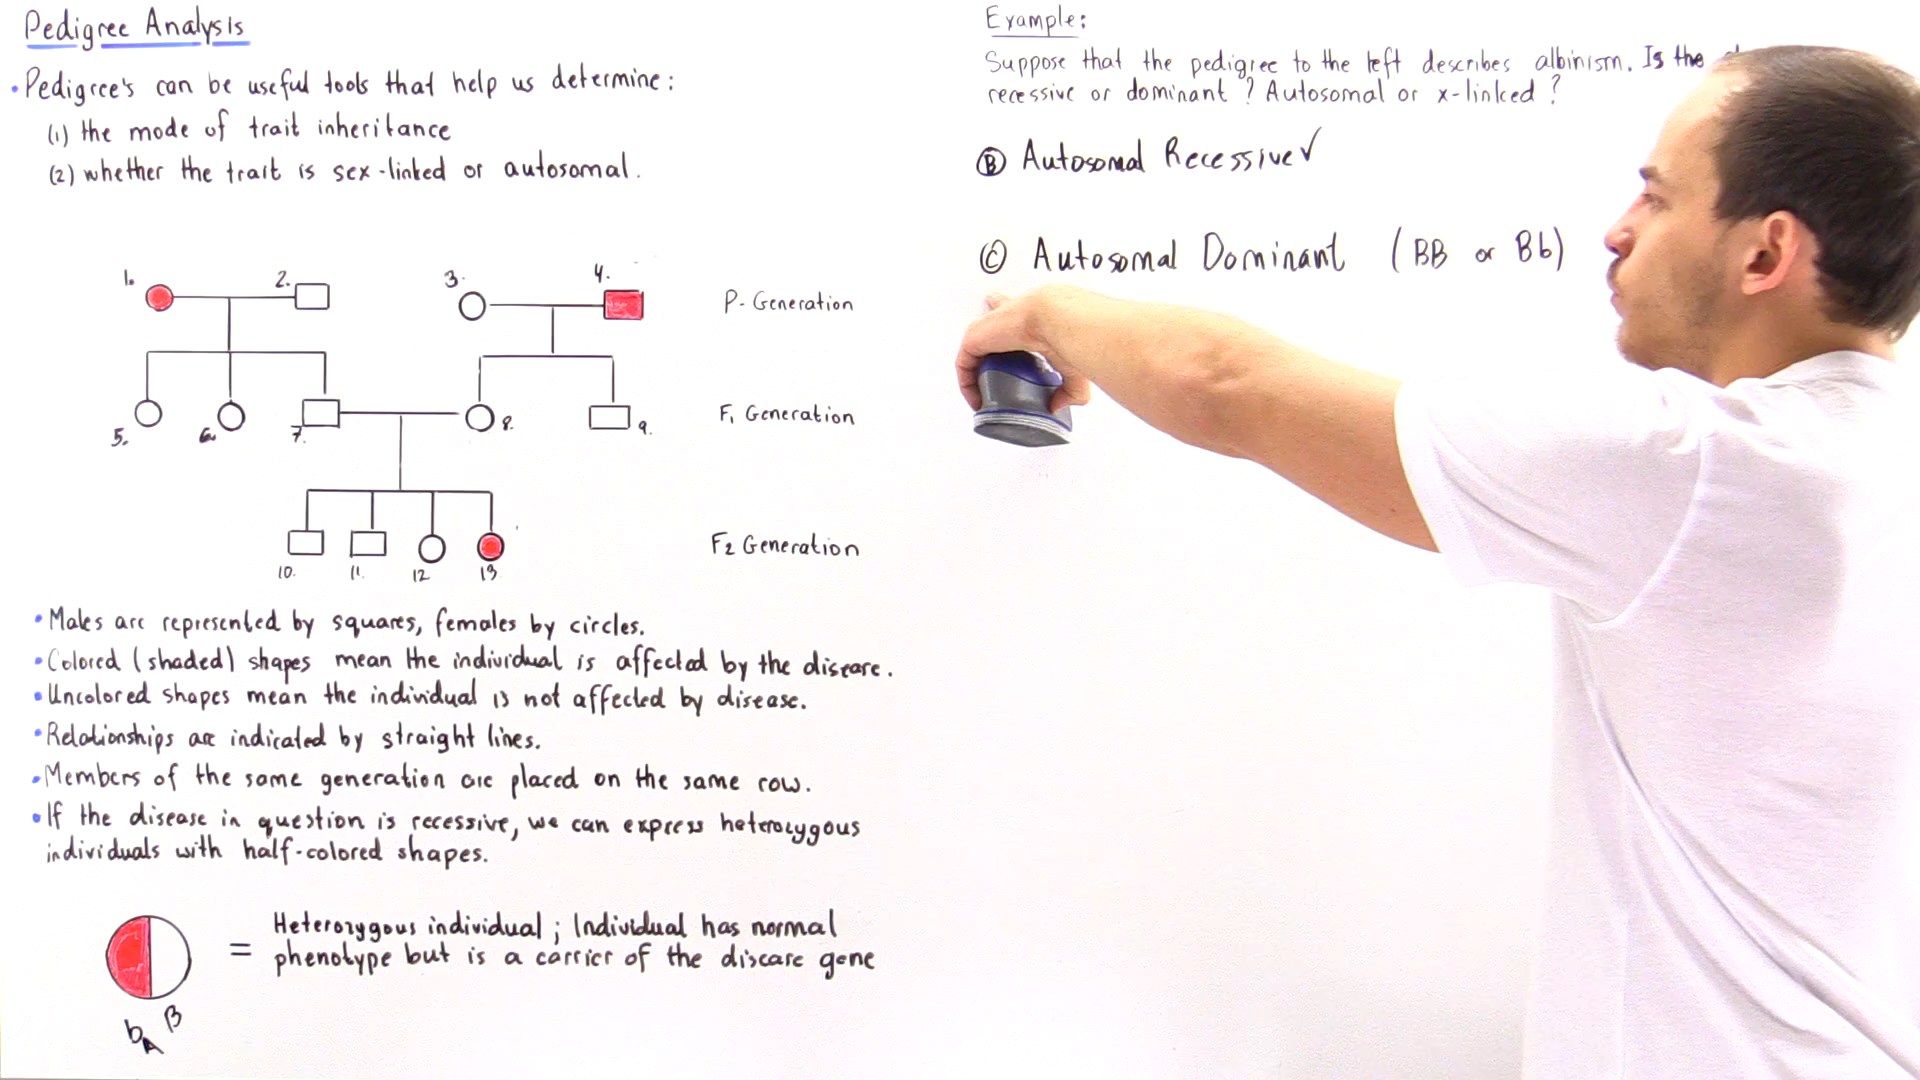 Pedigree Analysis
• Pedigree's can be useful tools that help us determine:
(1) the mode of trait inheritance
(2) whether the trait is sex-linked or autosomal.
1.
2.
3.
4.
P- Generation
5.
6.
7.
8.
9.
F1 Generation
10.
11.
12
13
F2 Generation
• Males are represented by squares, females by circles.
• Colored (shaded) shapes mean the individual is affected by the disease.
• Uncolored shapes mean the individual is not affected by disease.
• Relationships are indicated by straight lines.
• Members of the same generation are placed on the same row.
• If the disease in question is recessive, we can express heterozygous
individuals with half-colored shapes.
= Heterozygous individual; Individual has normal
phenotype but is a carrier of the disease gene
b B
A
Example:
Suppose that the pedigree to the left describes albinism. Is the
recessive or dominant? Autosomal or x-linked?
Ⓑ Autosomal Recessive ✓
Ⓒ Autosomal Dominant (BB or Bb)